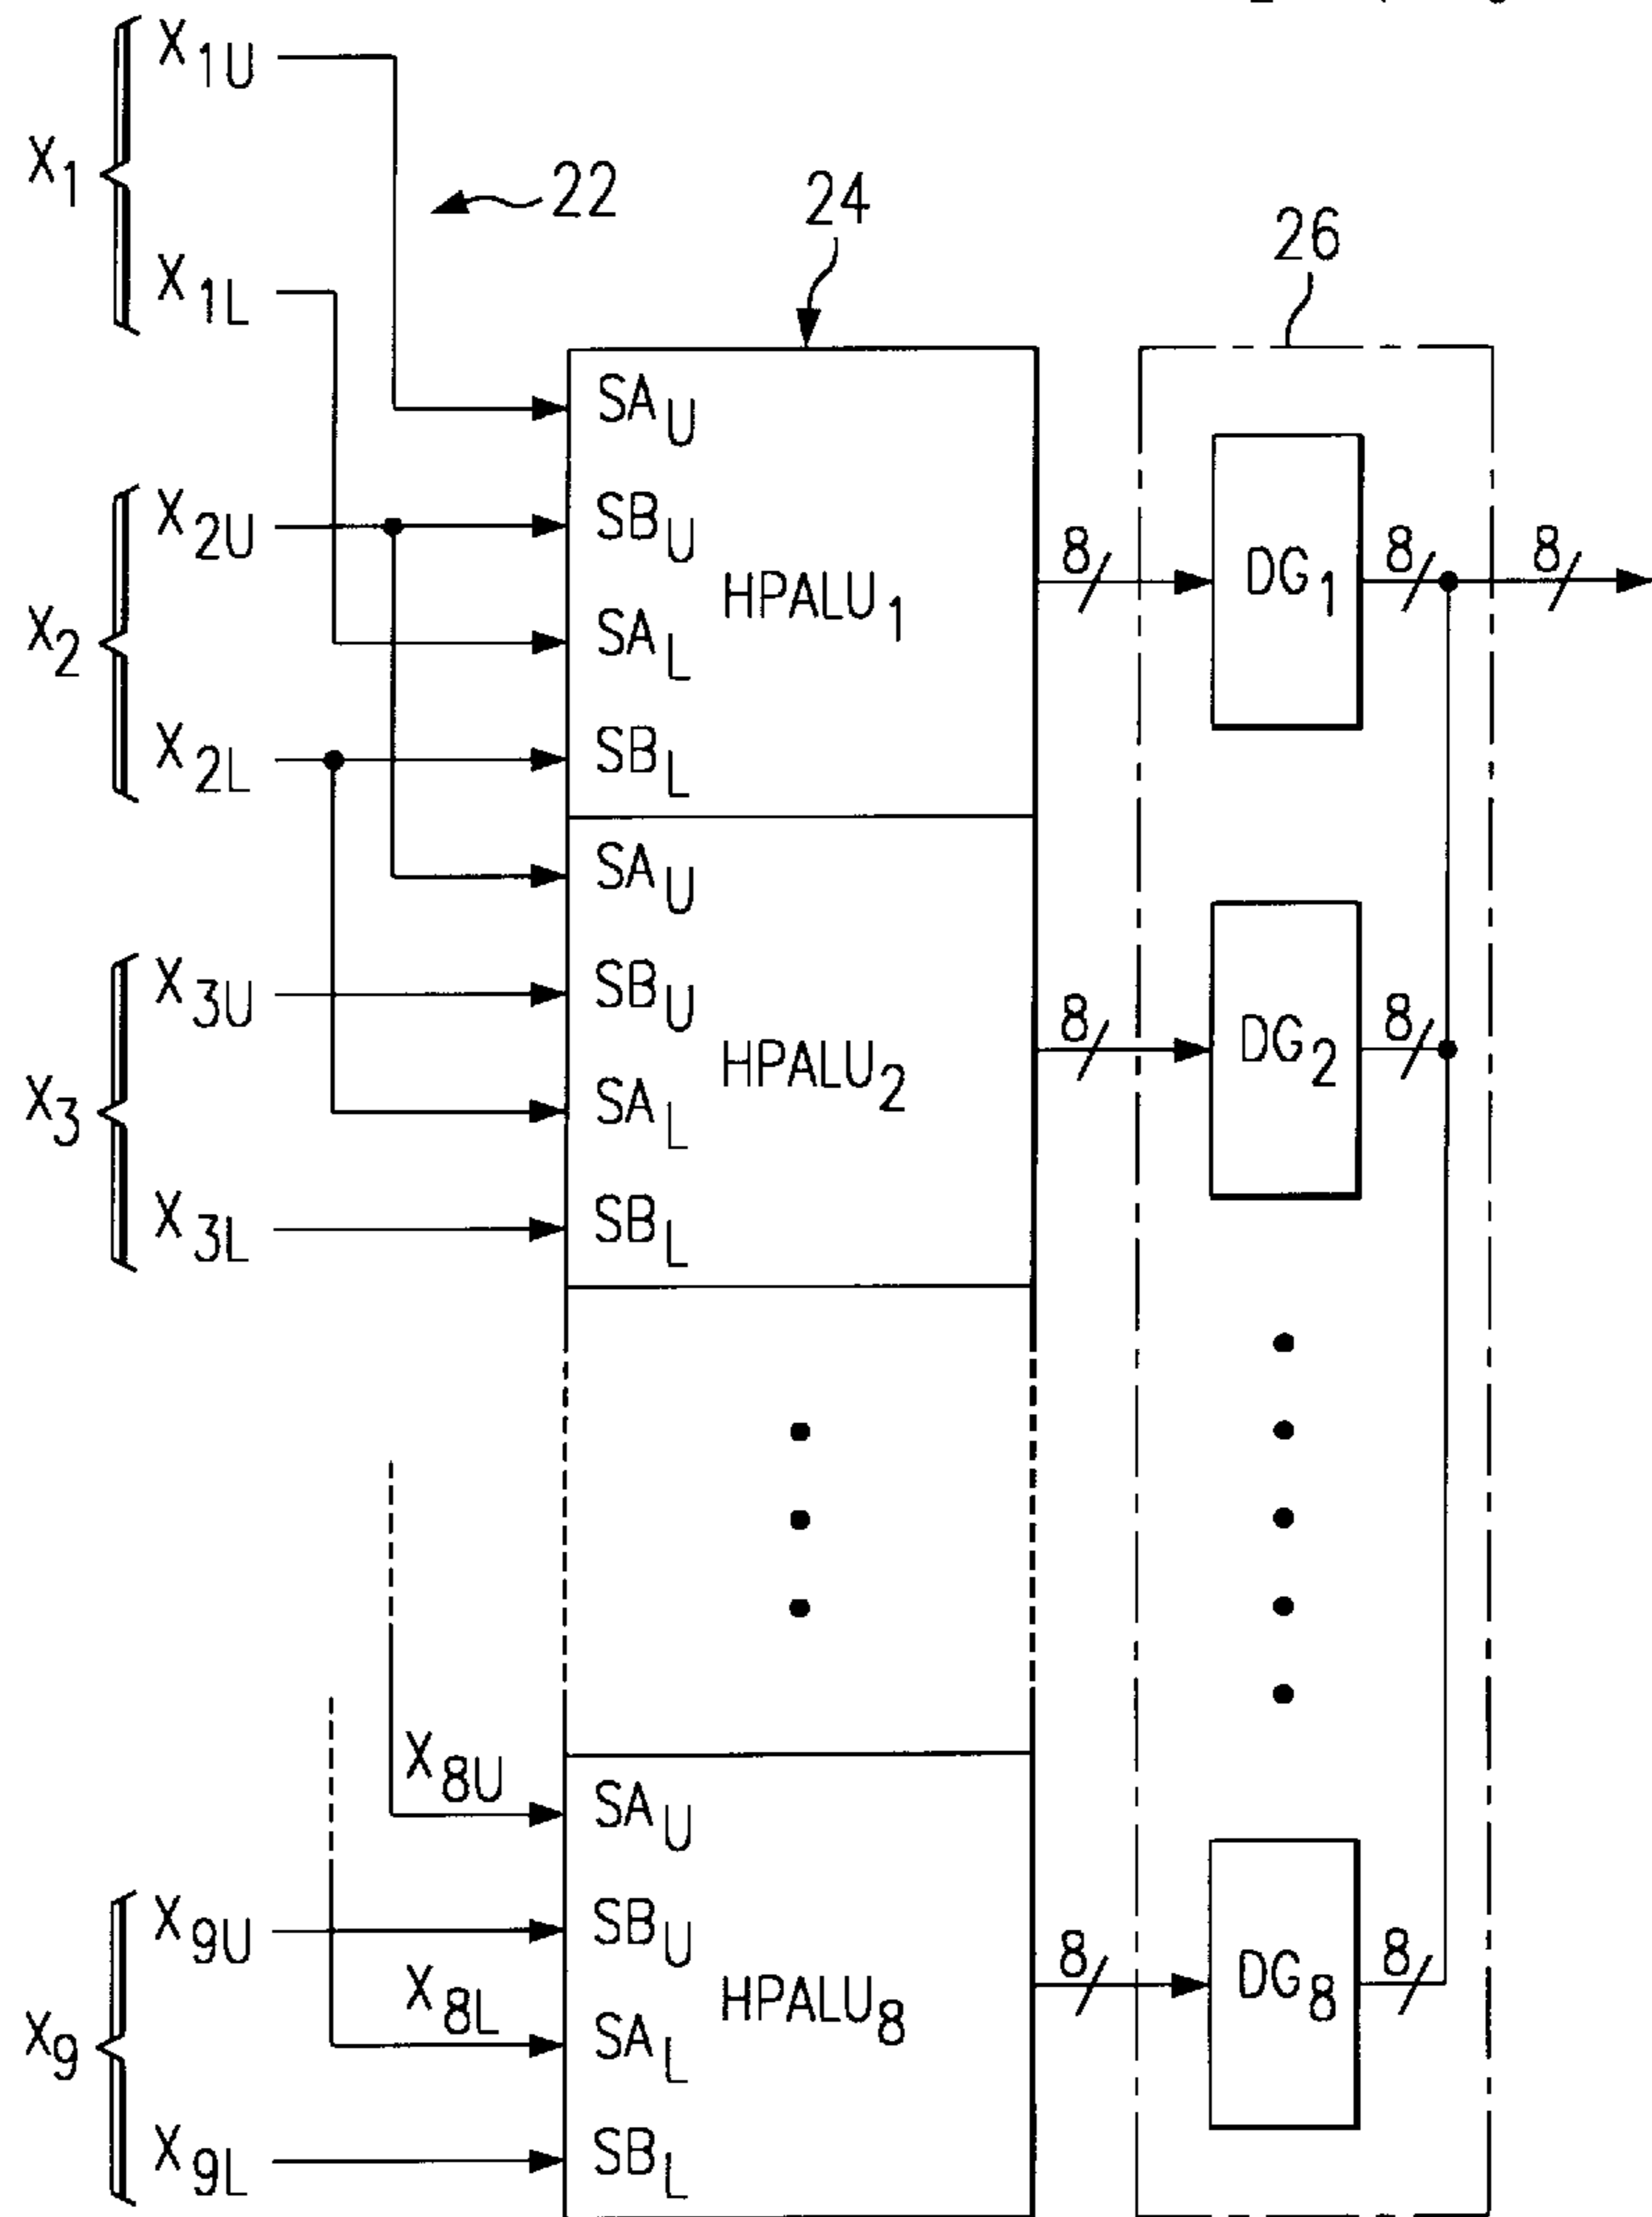 X1U
X1
22
24
26
X1L
SAU
X2U
SBU
8
DG1
8
8
HPALU1
X2
SAL
X2L
SBL
SAU
X3U
SBU
8
DG2
8
HPALU2
X3
SAL
X3L
SBL
X8U
SAU
X9U
SBU
8
DG8
8
X8L
HPALU8
X9
SAL
X9L
SBL